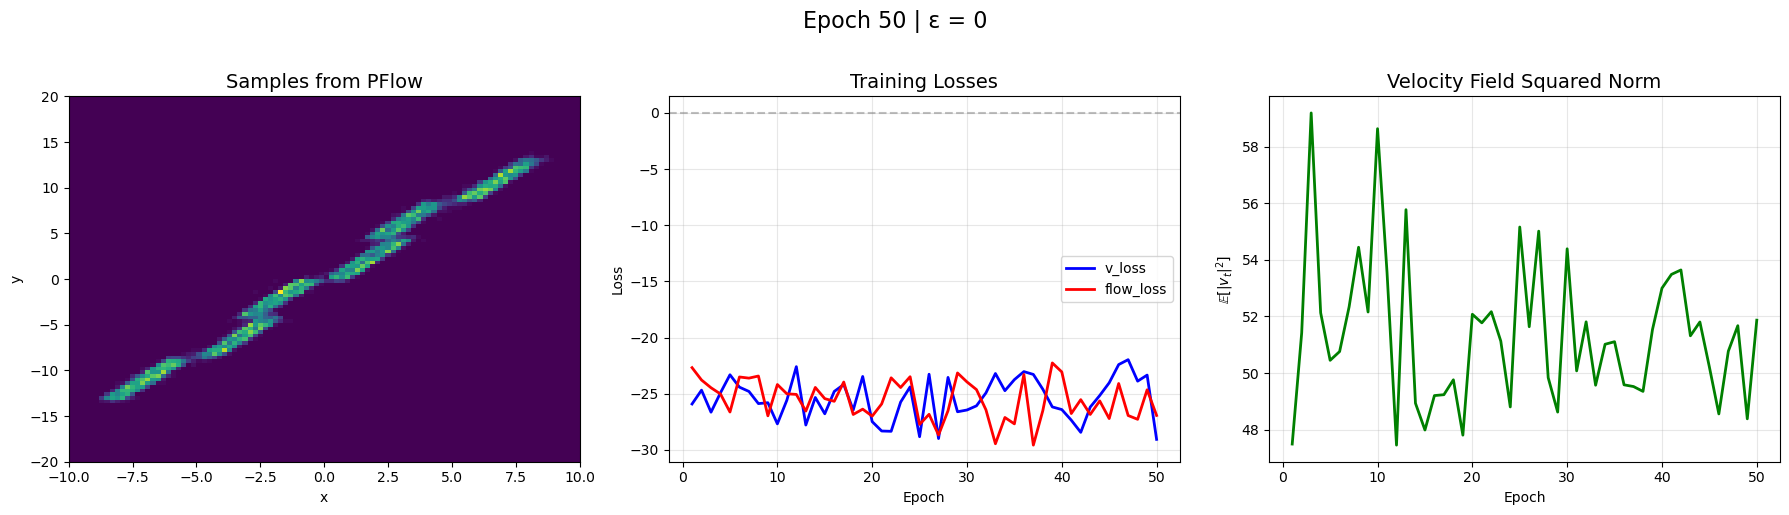 Epoch 50 | ε = 0
Samples from PFlow
20
15
10
5
0
−5
−10
−15
−20
y
−10.0 −7.5 −5.0 −2.5 0.0 2.5 5.0 7.5 10.0
x
Training Losses
0
−5
−10
−15
−20
−25
−30
Loss
v_loss
flow_loss
0 10 20 30 40 50
Epoch
Velocity Field Squared Norm
58
56
54
52
50
48
𝔼[|v_t|²]
0 10 20 30 40 50
Epoch